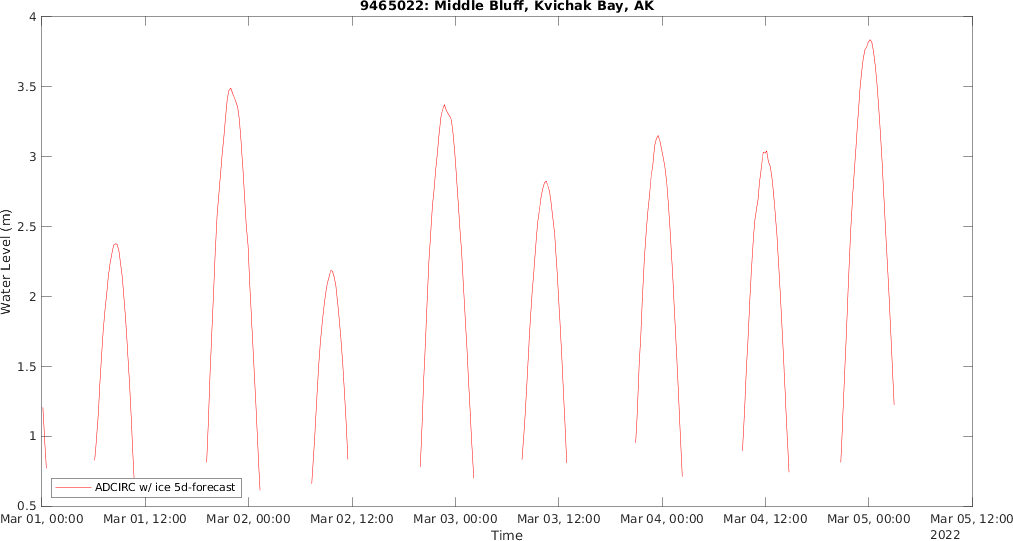 9465022: Middle Bluff, Kvichak Bay, AK
4
3.5
3
2.5
2
1.5
1
0.5
Water Level (m)
ADCIRC w/ ice 5d-forecast
Mar 01, 00:00 Mar 01, 12:00 Mar 02, 00:00 Mar 02, 12:00 Mar 03, 00:00 Mar 03, 12:00 Mar 04, 00:00 Mar 04, 12:00 Mar 05, 00:00 Mar 05, 12:00
Time
2022